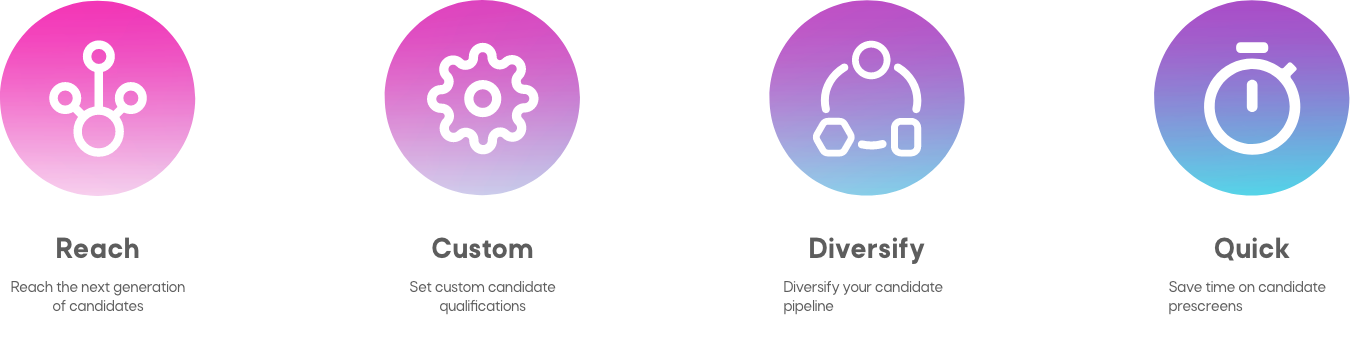 Reach
Reach the next generation
of candidates
Custom
Set custom candidate
qualifications
Diversify
Diversify your candidate
pipeline
Quick
Save time on candidate
prescreens